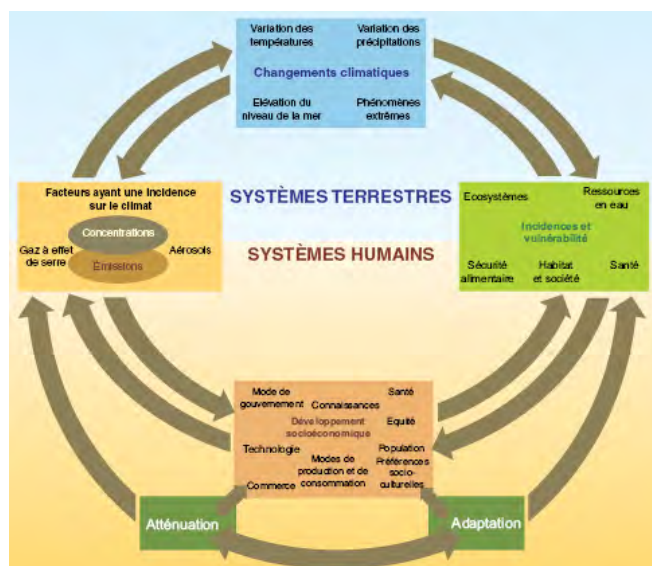 Variation des
températures
Variation des
précipitations
Changements climatiques
Elévation du
niveau de la mer
Phénomènes
extrêmes
Facteurs ayant une incidence
sur le climat
Concentrations
Gaz à effet
de serre
Émissions
Aérosols
SYSTÈMES TERRESTRES
SYSTÈMES HUMAINS
Ecosystèmes
Ressources
en eau
Incidences et
vulnérabilité
Sécurité
alimentaire
Habitat
et société
Santé
Mode de
gouvernement
Connaissances
Santé
Développement
socioéconomique
Equité
Technologie
Population
Modes de
production et de
consommation
Préférences
socio-
culturelles
Commerce
Atténuation
Adaptation